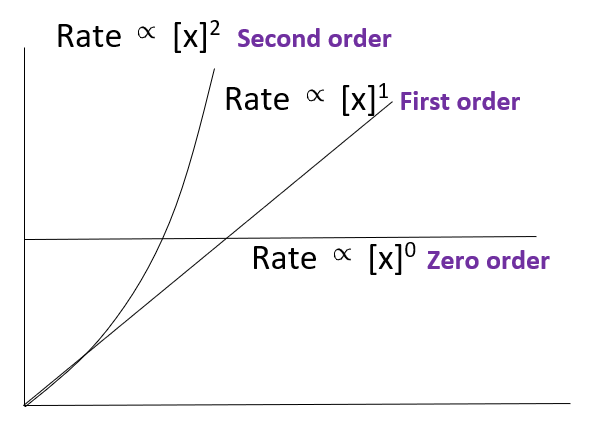 Rate ∝ [x]² Second order
Rate ∝ [x]¹ First order
Rate ∝ [x]⁰ Zero order